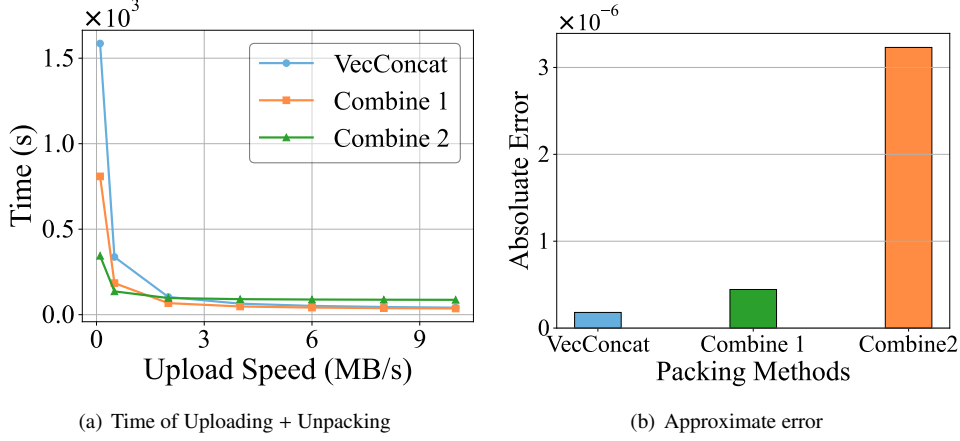 ×10³
Time (s)
1.5
1.0
0.5
0.0
VecConcat
Combine 1
Combine 2
0
3
6
9
Upload Speed (MB/s)
(a) Time of Uploading + Unpacking
×10⁻⁶
Absoluate Error
3
2
1
0
VecConcat
Combine 1
Combine2
Packing Methods
(b) Approximate error